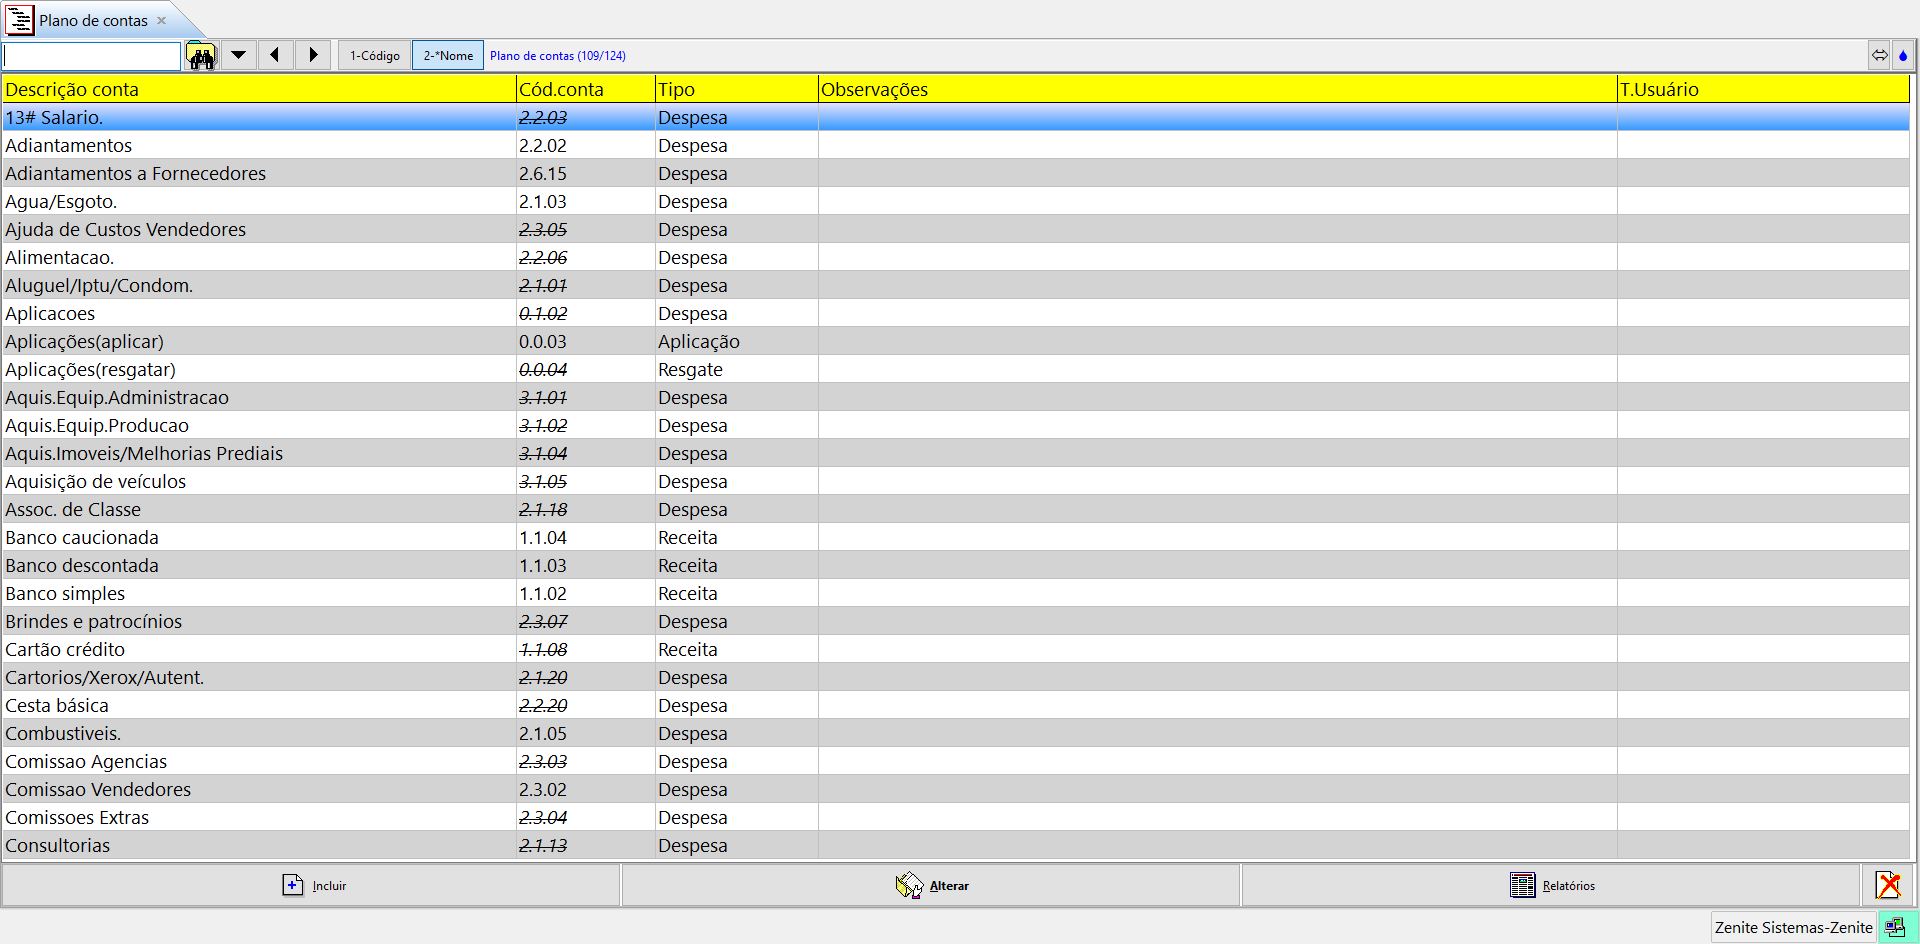 Plano de contas
1-Código 2-*Nome Plano de contas (109/124)
Descrição conta Cód.conta Tipo Observações T.Usuário
13# Salario. 2.2.03 Despesa
Adiantamentos 2.2.02 Despesa
Adiantamentos a Fornecedores 2.6.15 Despesa
Agua/Esgoto. 2.1.03 Despesa
Ajuda de Custos Vendedores 2.3.05 Despesa
Alimentacao. 2.2.06 Despesa
Aluguel/Iptu/Condom. 2.1.01 Despesa
Aplicacoes 0.1.02 Despesa
Aplicações(aplicar) 0.0.03 Aplicação
Aplicações(resgatar) 0.0.04 Resgate
Aquis.Equip.Administracao 3.1.01 Despesa
Aquis.Equip.Producao 3.1.02 Despesa
Aquis.Imoveis/Melhorias Prediais 3.1.04 Despesa
Aquisição de veículos 3.1.05 Despesa
Assoc. de Classe 2.1.18 Despesa
Banco caucionada 1.1.04 Receita
Banco descontada 1.1.03 Receita
Banco simples 1.1.02 Receita
Brindes e patrocínios 2.3.07 Despesa
Cartão crédito 1.1.08 Receita
Cartorios/Xerox/Autent. 2.1.20 Despesa
Cesta básica 2.2.20 Despesa
Combustiveis. 2.1.05 Despesa
Comissao Agencias 2.3.03 Despesa
Comissao Vendedores 2.3.02 Despesa
Comissoes Extras 2.3.04 Despesa
Consultorias 2.1.13 Despesa
Incluir Alterar Relatórios
Zenite Sistemas-Zenite